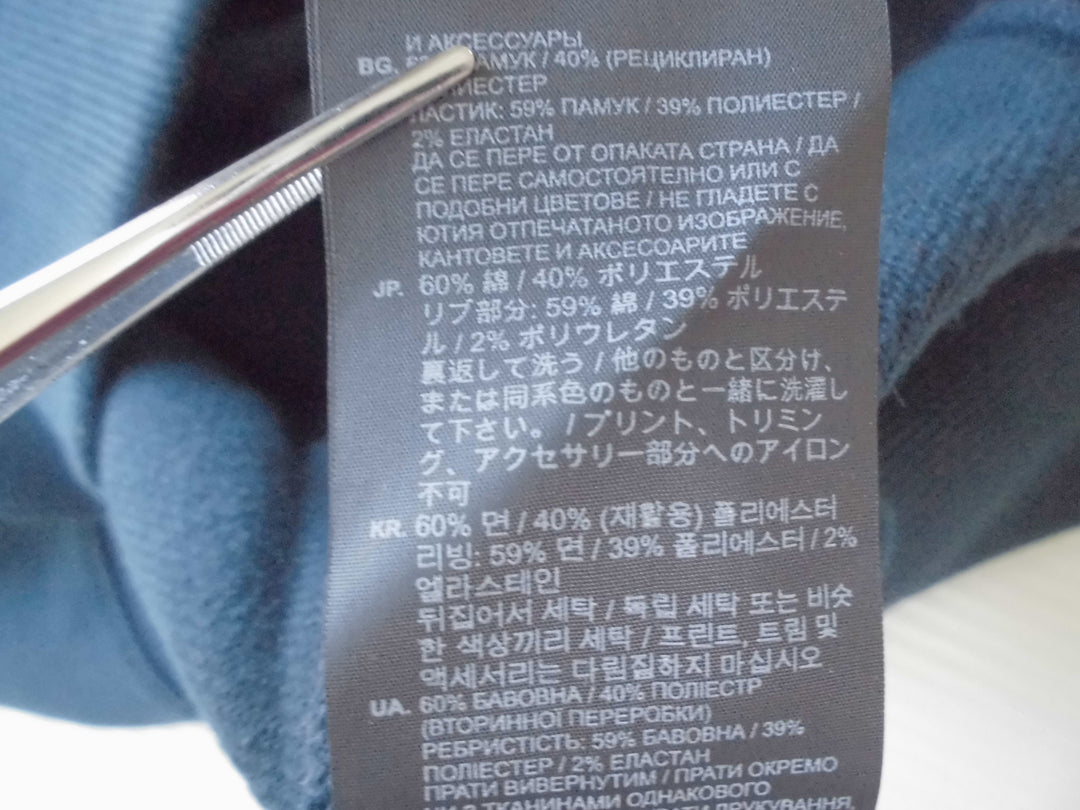 И АКСЕССУАРЫ
BG. ПАМУК / 40% (РЕЦИКЛИРАН)
ПОЛИЕСТЕР
ЛАСТИК: 59% ПАМУК / 39% ПОЛИЕСТЕР /
2% ЕЛАСТАН
ДА СЕ ПЕРЕ ОТ ОПАКАТА СТРАНА / ДА
СЕ ПЕРЕ САМОСТОЯТЕЛНО ИЛИ С
ПОДОБНИ ЦВЕТОВЕ / НЕ ГЛАДЕТЕ С
ЮТИЯ ОТПЕЧАТАНОТО ИЗОБРАЖЕНИЕ,
КАНТОВЕТЕ И АКСЕСОАРИТЕ
JP. 60% 綿 / 40% ポリエステル
リブ部分: 59% 綿 / 39% ポリエステ
ル / 2% ポリウレタン
裏返して洗う / 他のものと区分け、
または同系色のものと一緒に洗濯し
て下さい。 / プリント、トリミン
グ、アクセサリー部分へのアイロン
不可
KR. 60% 면 / 40% (재활용) 폴리에스터
리빙: 59% 면 / 39% 폴리에스터 / 2%
엘라스테인
뒤집어서 세탁 / 독립 세탁 또는 비슷
한 색상끼리 세탁 / 프린트, 트림 및
액세서리는 다림질하지 마십시오
UA. 60% БАВОВНА / 40% ПОЛІЕСТР
(ВТОРИННОЇ ПЕРЕРОБКИ)
РЕБРИСТІСТЬ: 59% БАВОВНА / 39%
ПОЛІЕСТЕР / 2% ЕЛАСТАН
ПРАТИ ВИВЕРНУТИМ / ПРАТИ ОКРЕМО
ЧИ З ТКАНИНАМИ ОДНАКОВОГО
ДРУКУВАННЯ,